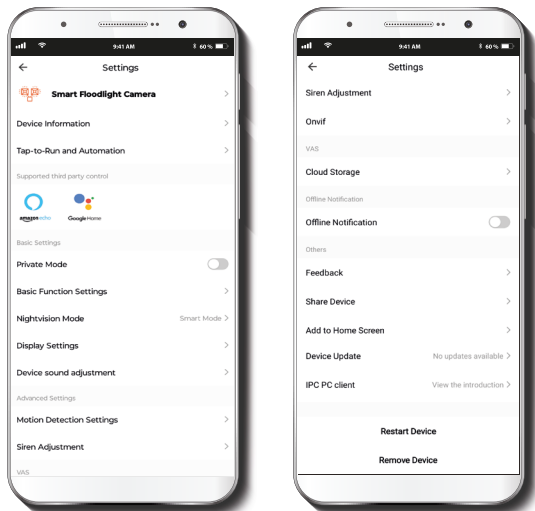 9:41 AM
60 %
Settings
Smart Floodlight Camera
Device Information
Tap-to-Run and Automation
Supported third party control
amazon echo
Google Home
Basic Settings
Private Mode
Basic Function Settings
Nightvision Mode
Smart Mode
Display Settings
Device sound adjustment
Advanced Settings
Motion Detection Settings
Siren Adjustment
VAS
9:41 AM
60 %
Settings
Siren Adjustment
Onvif
VAS
Cloud Storage
Offline Notification
Offline Notification
Others
Feedback
Share Device
Add to Home Screen
Device Update
No updates available
IPC PC client
View the introduction
Restart Device
Remove Device